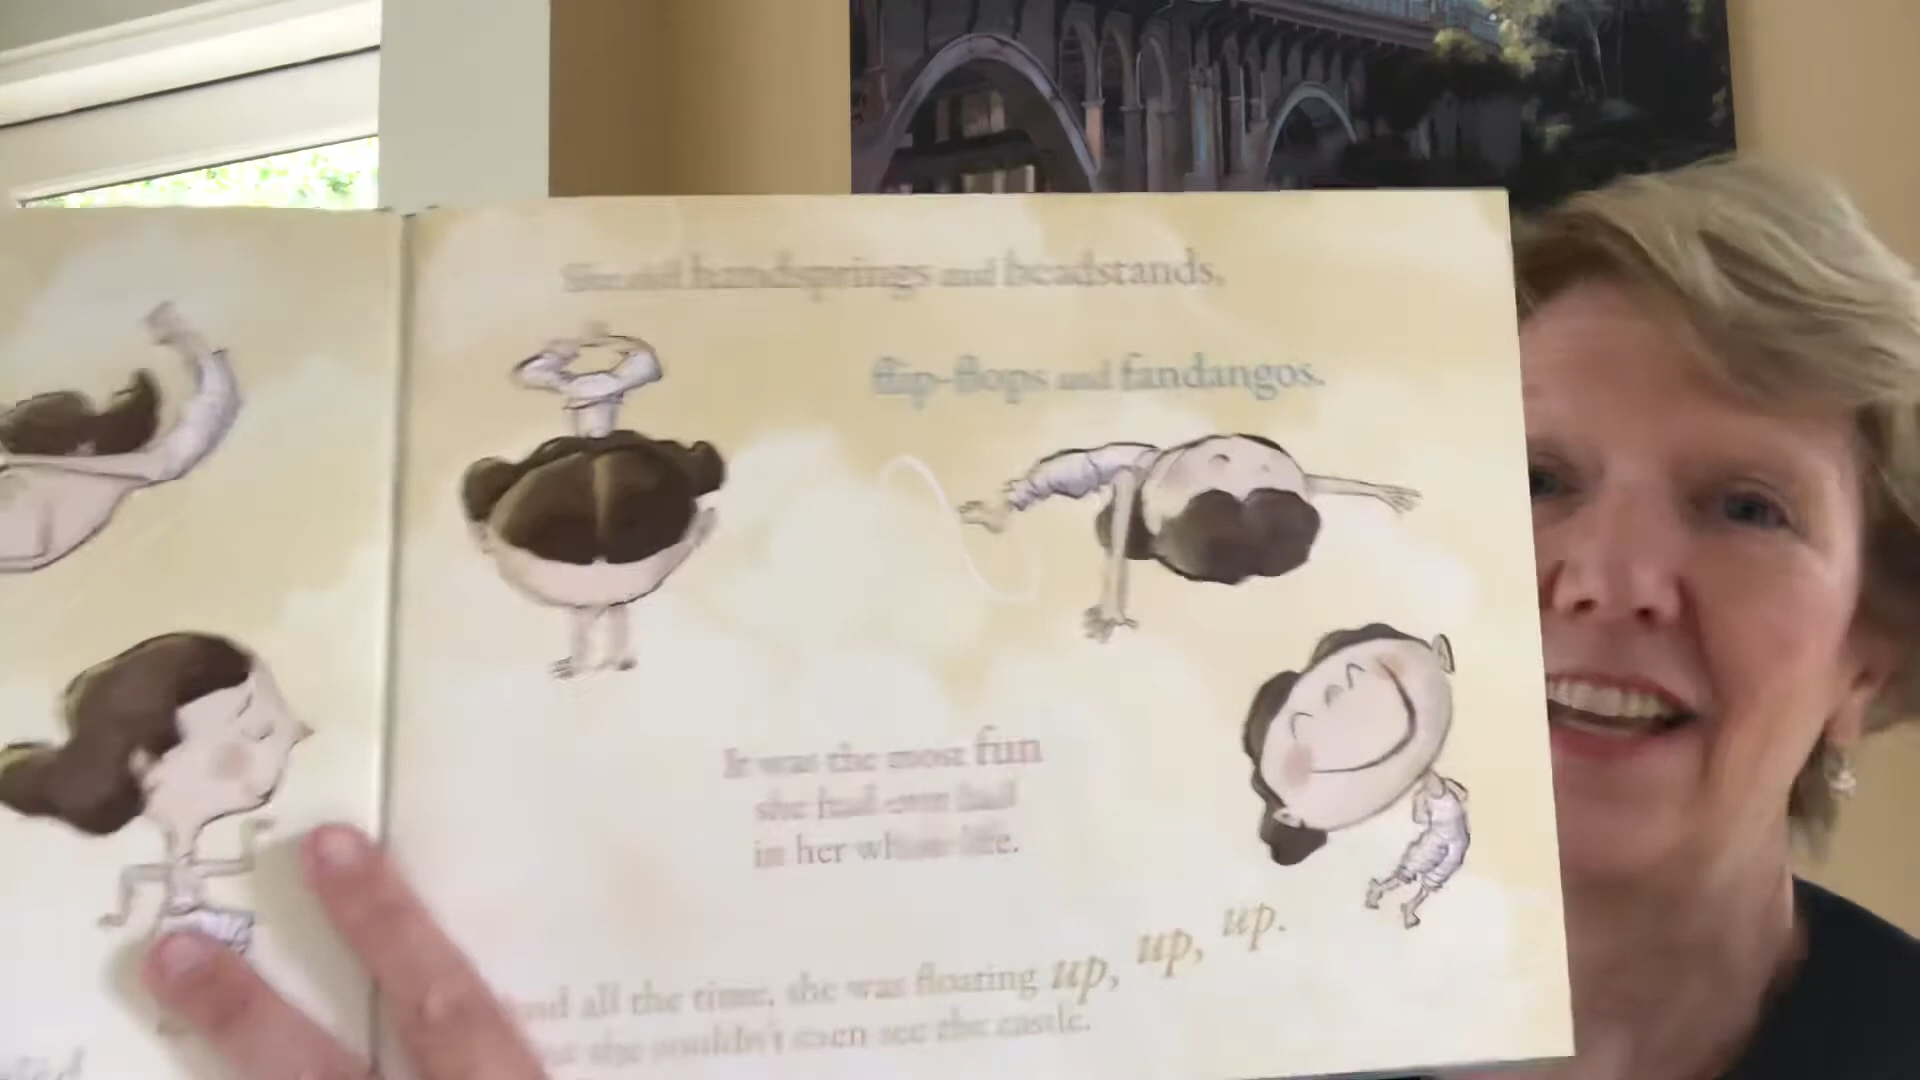 She did handsprings and headstands,
flip-flops and fandangos.
It was the most fun
she had ever had
in her whole life.
and all the time, she was floating up, up, up.
she couldn't even see the castle.